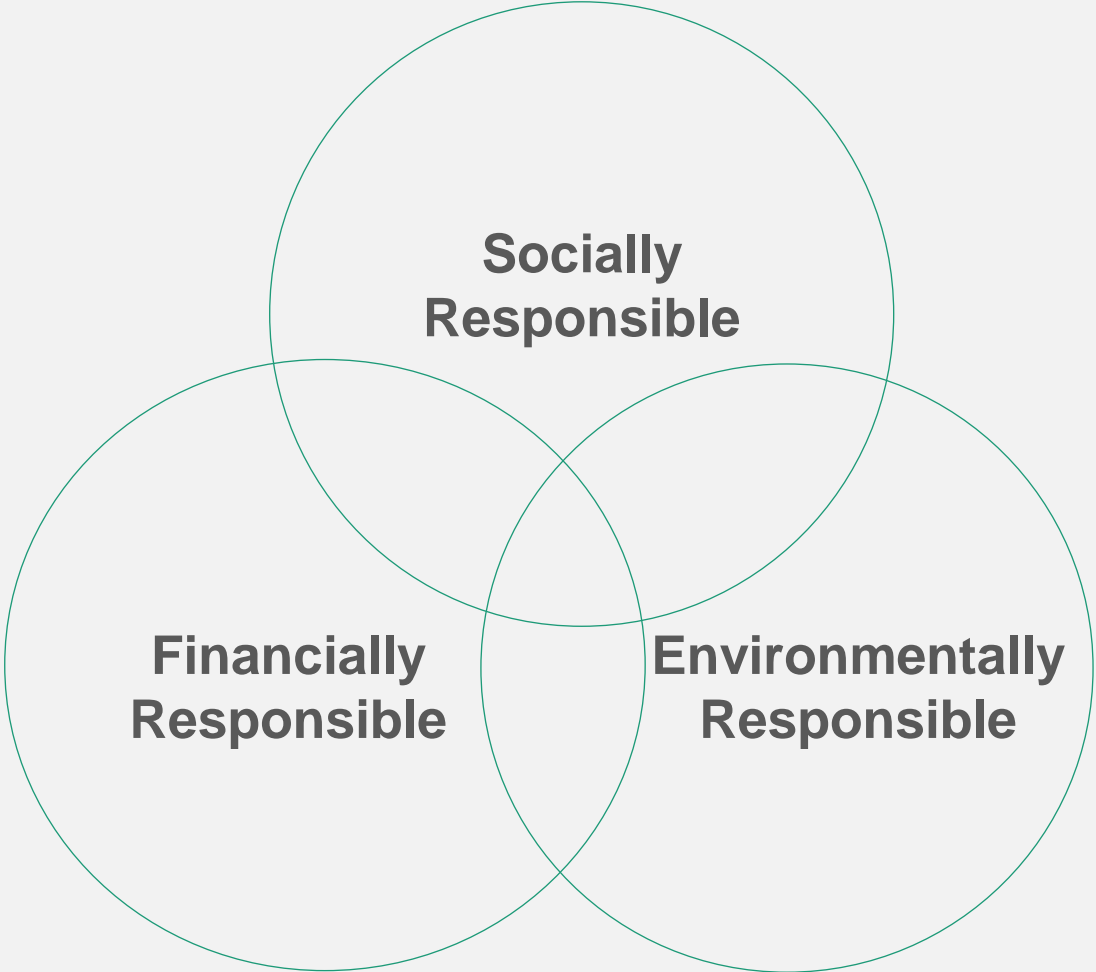 Socially
Responsible
Financially
Responsible
Environmentally
Responsible